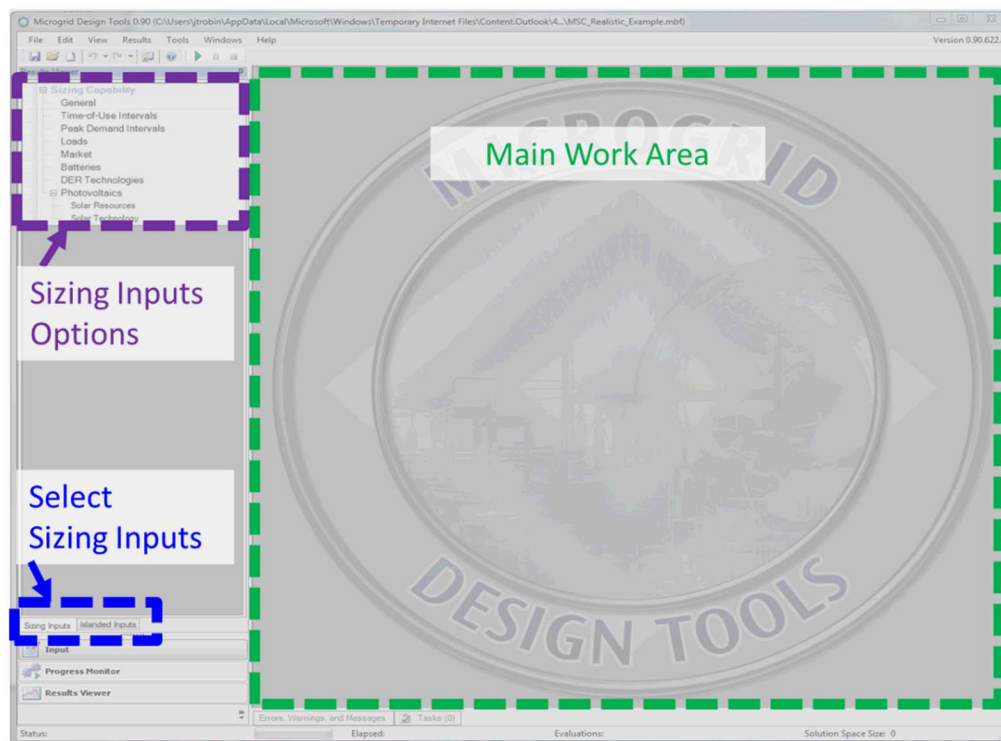 Microgrid Design Tools 0.90 (C:\Users\jtrobin\AppData\Local\Microsoft\Windows\Temporary Internet Files\Content.Outlook\4...\MSC_Realistic_Example.mbf)
File Edit View Results Tools Windows Help
Version 0.90.622.
Results Viewer
Sizing Capability
General
Time-of-Use Intervals
Peak Demand Intervals
Loads
Market
Batteries
DER Technologies
Photovoltaics
Solar Resources
Solar Technology
MICROGRID
Main Work Area
Sizing Inputs
Options
Select
Sizing Inputs
DESIGN TOOLS
Sizing Inputs Islanded Inputs
Input
Progress Monitor
Results Viewer
Errors, Warnings, and Messages Tasks (0)
Status: Elapsed: Evaluations: Solution Space Size: 0